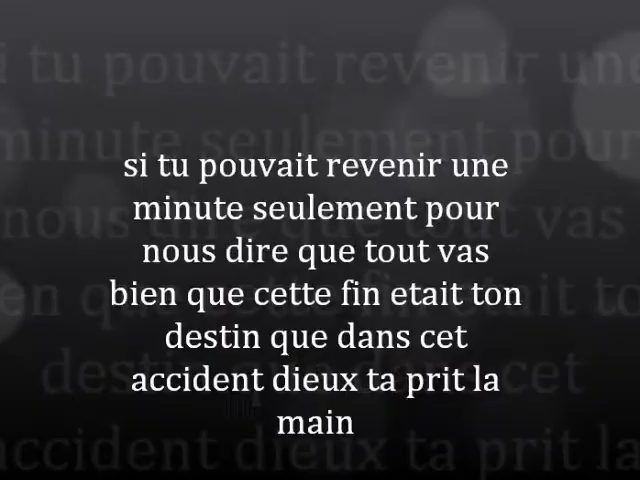 si tu pouvait revenir une
minute seulement pour
nous dire que tout vas
bien que cette fin etait ton
destin que dans cet
accident dieux ta prit la
main